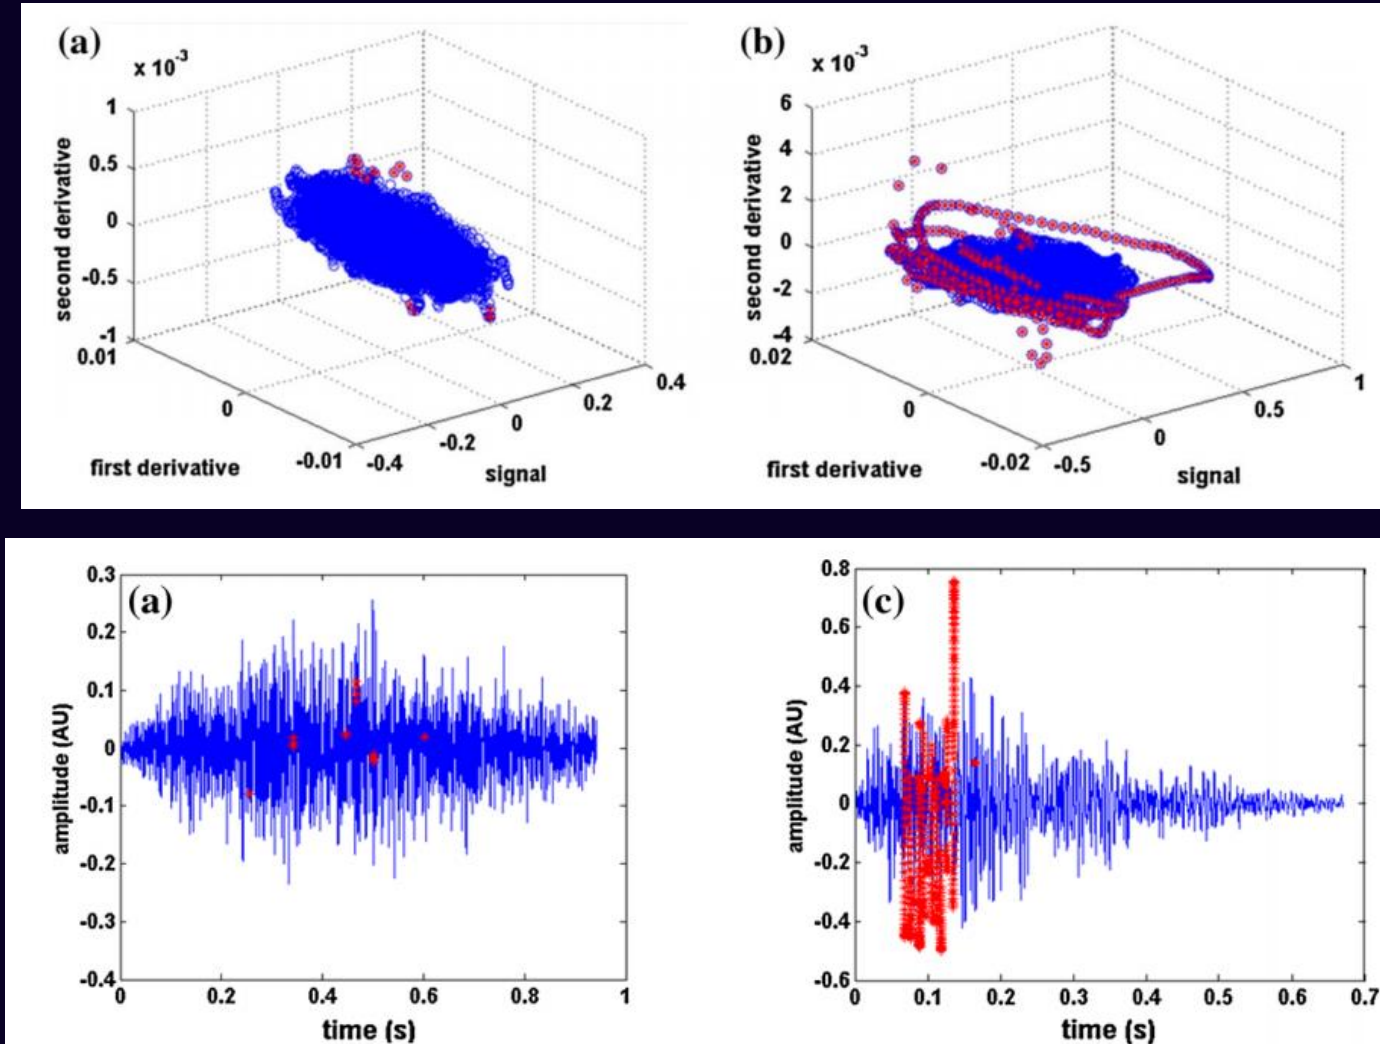 (a)
x 10-3
1
0.5
0
-0.5
-1
second derivative
0.01
0
-0.01
first derivative
-0.4
-0.2
0
0.2
0.4
signal
(b)
x 10-3
6
4
2
0
-2
-4
second derivative
0.02
0
-0.02
first derivative
-0.5
0
0.5
1
signal
(a)
0.3
0.2
0.1
0
-0.1
-0.2
-0.3
-0.4
amplitude (AU)
0 0.2 0.4 0.6 0.8 1
time (s)
(c)
0.8
0.6
0.4
0.2
0
-0.2
-0.4
-0.6
amplitude (AU)
0 0.1 0.2 0.3 0.4 0.5 0.6 0.7
time (s)